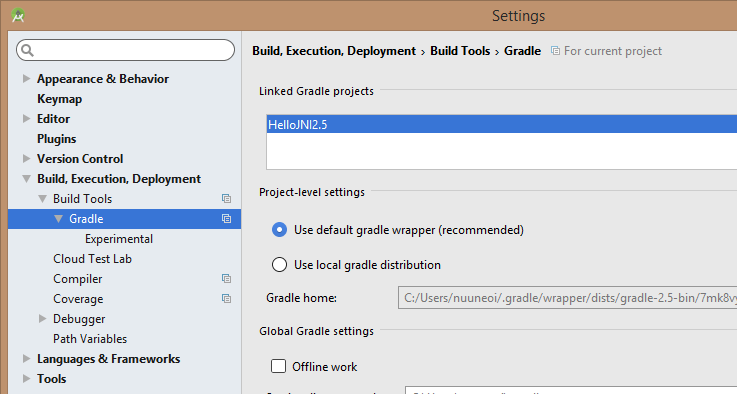 Settings
Build, Execution, Deployment › Build Tools › Gradle For current project
Appearance & Behavior
Keymap
Editor
Plugins
Version Control
Build, Execution, Deployment
Build Tools
Gradle
Experimental
Cloud Test Lab
Compiler
Coverage
Debugger
Path Variables
Languages & Frameworks
Tools
Linked Gradle projects
HelloJNI2.5
Project-level settings
Use default gradle wrapper (recommended)
Use local gradle distribution
Gradle home: C:/Users/nuuneoi/.gradle/wrapper/dists/gradle-2.5-bin/7mk8vy
Global Gradle settings
Offline work